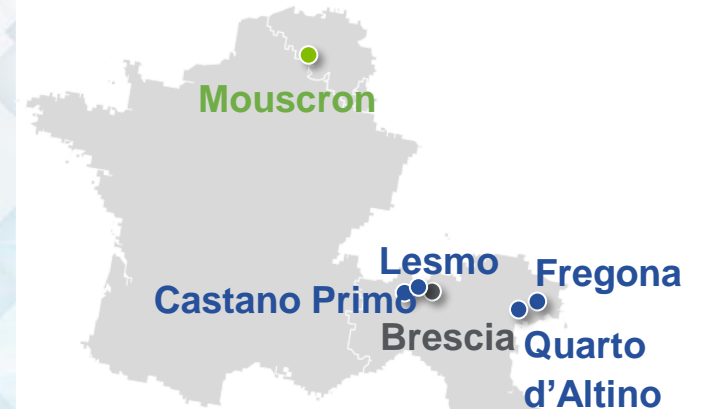 Mouscron
Lesmo
Fregona
Castano Primo
Brescia
Quarto
d’Altino